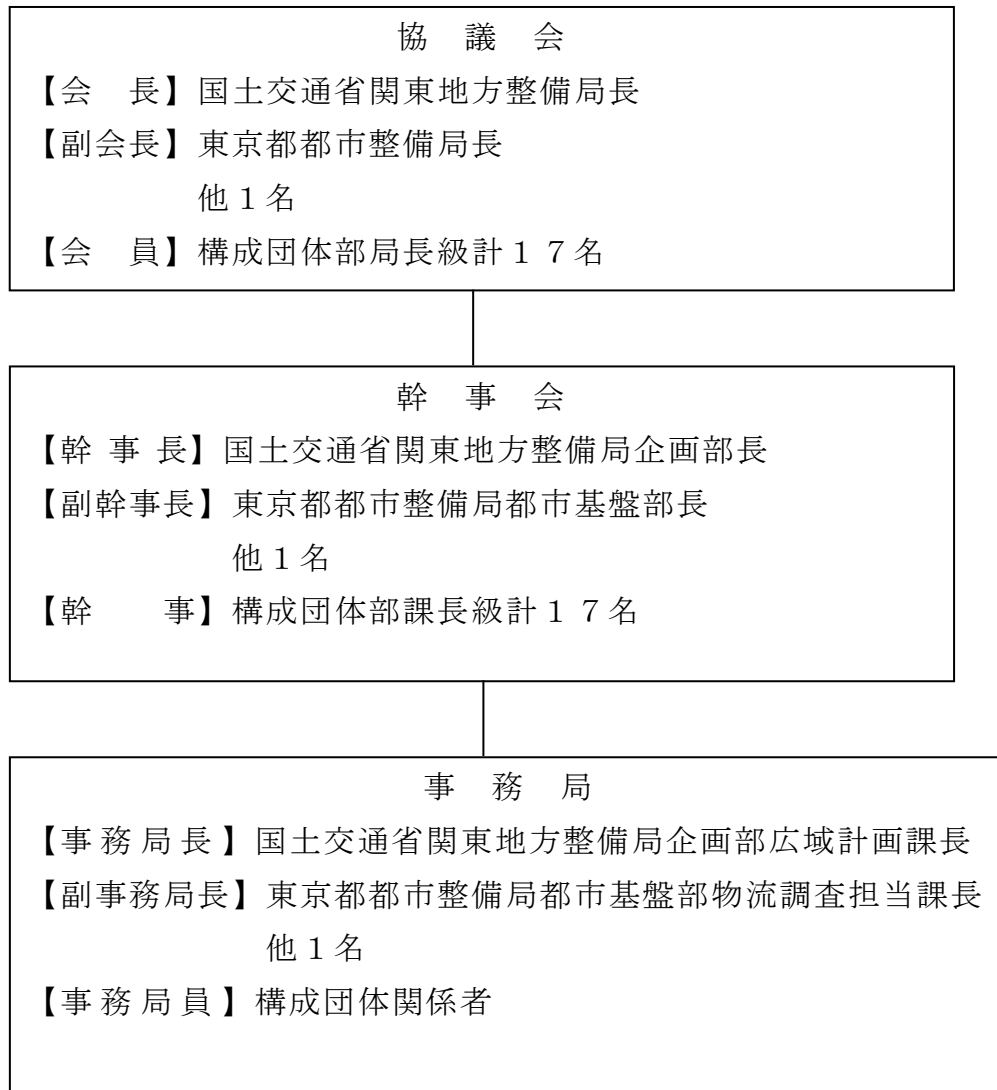 協　議　会
【会　長】国土交通省関東地方整備局長
【副会長】東京都都市整備局長
他１名
【会　員】構成団体部局長級計１７名
幹　事　会
【幹 事 長】国土交通省関東地方整備局企画部長
【副幹事長】東京都都市整備局都市基盤部長
他１名
【幹　　事】構成団体部課長級計１７名
事　務　局
【事務局長】国土交通省関東地方整備局企画部広域計画課長
【副事務局長】東京都都市整備局都市基盤部物流調査担当課長
他１名
【事務局員】構成団体関係者